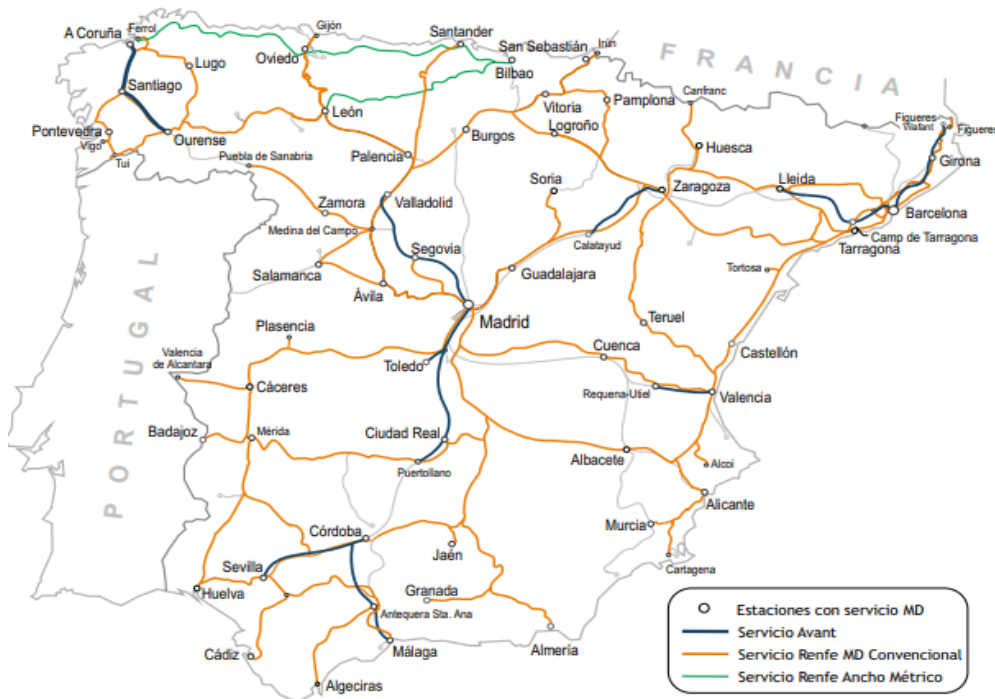 Ferrol
Gijón
A Coruña
Santander
San Sebastián
Irún
FRANCIA
Oviedo
Lugo
Bilbao
Santiago
León
Vitoria
Pamplona
Canfranc
Figueres
Vilafant
Figueres
Pontevedra
Vigo
Ourense
Burgos
Logroño
Tui
Puebla de Sanabria
Palencia
Huesca
Girona
Soria
Zaragoza
Lleida
Zamora
Valladolid
Barcelona
Medina del Campo
Segovia
Calatayud
Camp de Tarragona
Tarragona
Salamanca
Guadalajara
Tortosa
Ávila
PORTUGAL
Madrid
Teruel
Plasencia
Castellón
Valencia
de Alcantara
Toledo
Cuenca
Cáceres
Requena-Utiel
Valencia
Badajoz
Mérida
Ciudad Real
Albacete
Alcoi
Puertollano
Alicante
Murcia
Córdoba
Jaén
Cartagena
Sevilla
Huelva
Granada
Antequera Sta. Ana
Almería
Cádiz
Málaga
Algeciras
Estaciones con servicio MD
Servicio Avant
Servicio Renfe MD Convencional
Servicio Renfe Ancho Métrico